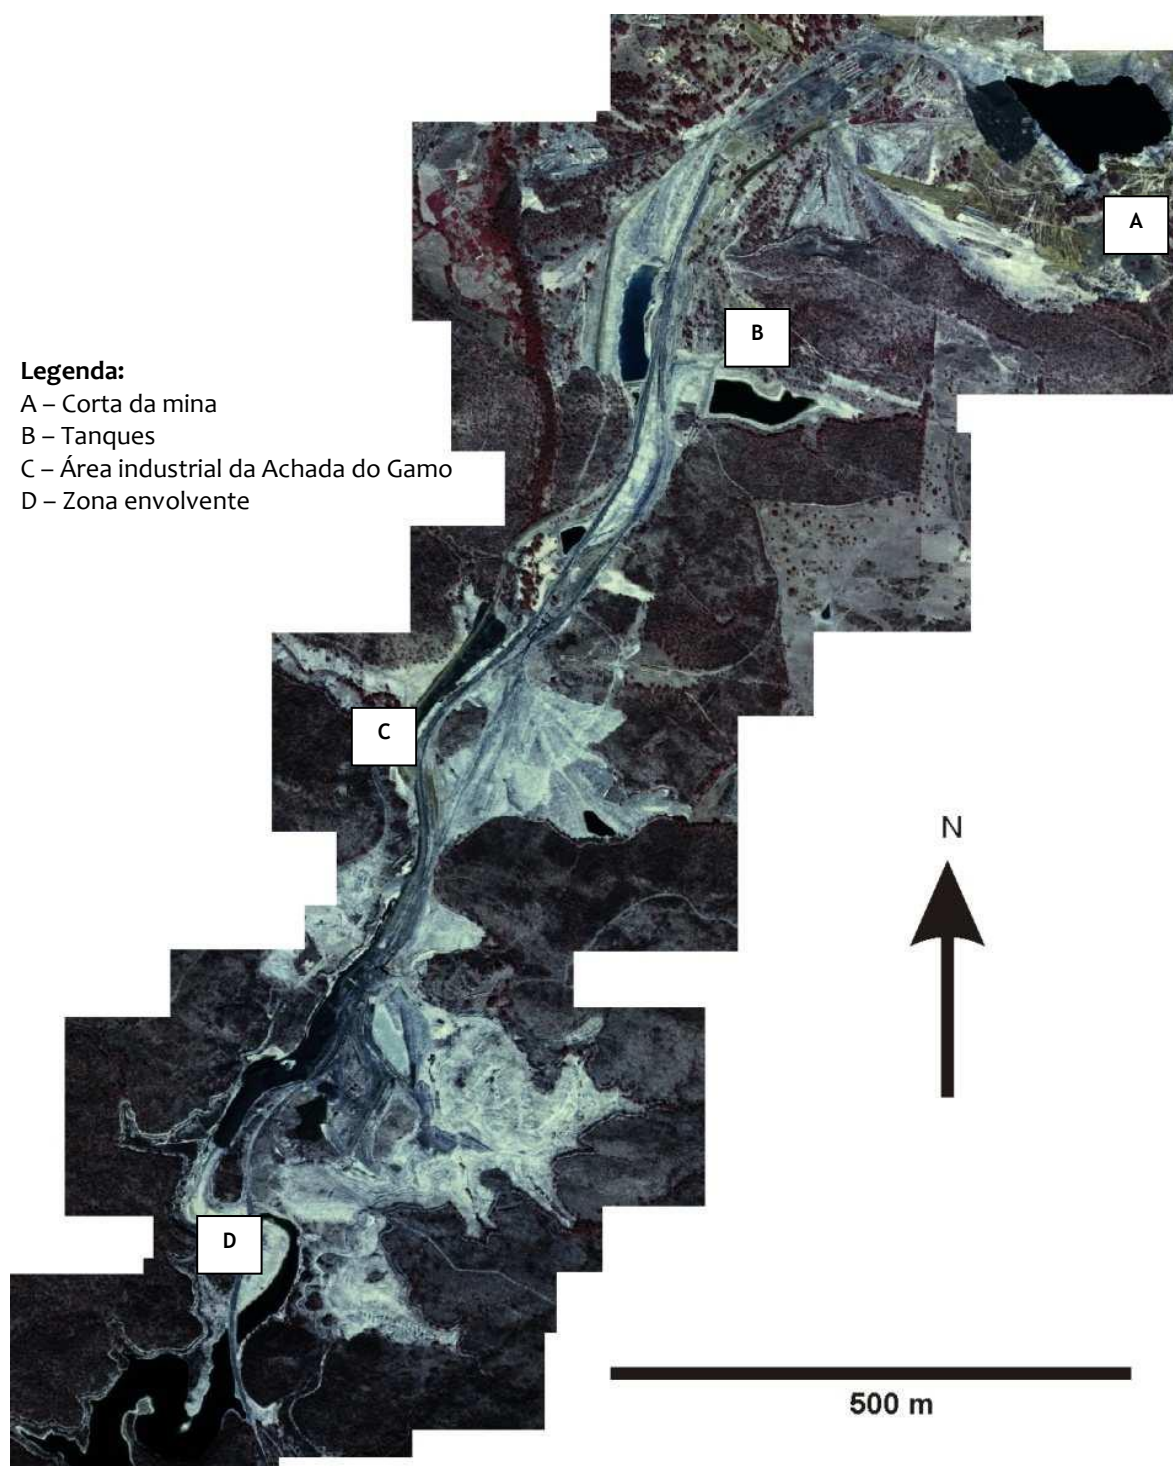 A
B
Legenda:
A – Corta da mina
B – Tanques
C – Área industrial da Achada do Gamo
D – Zona envolvente
C
N
D
500 m